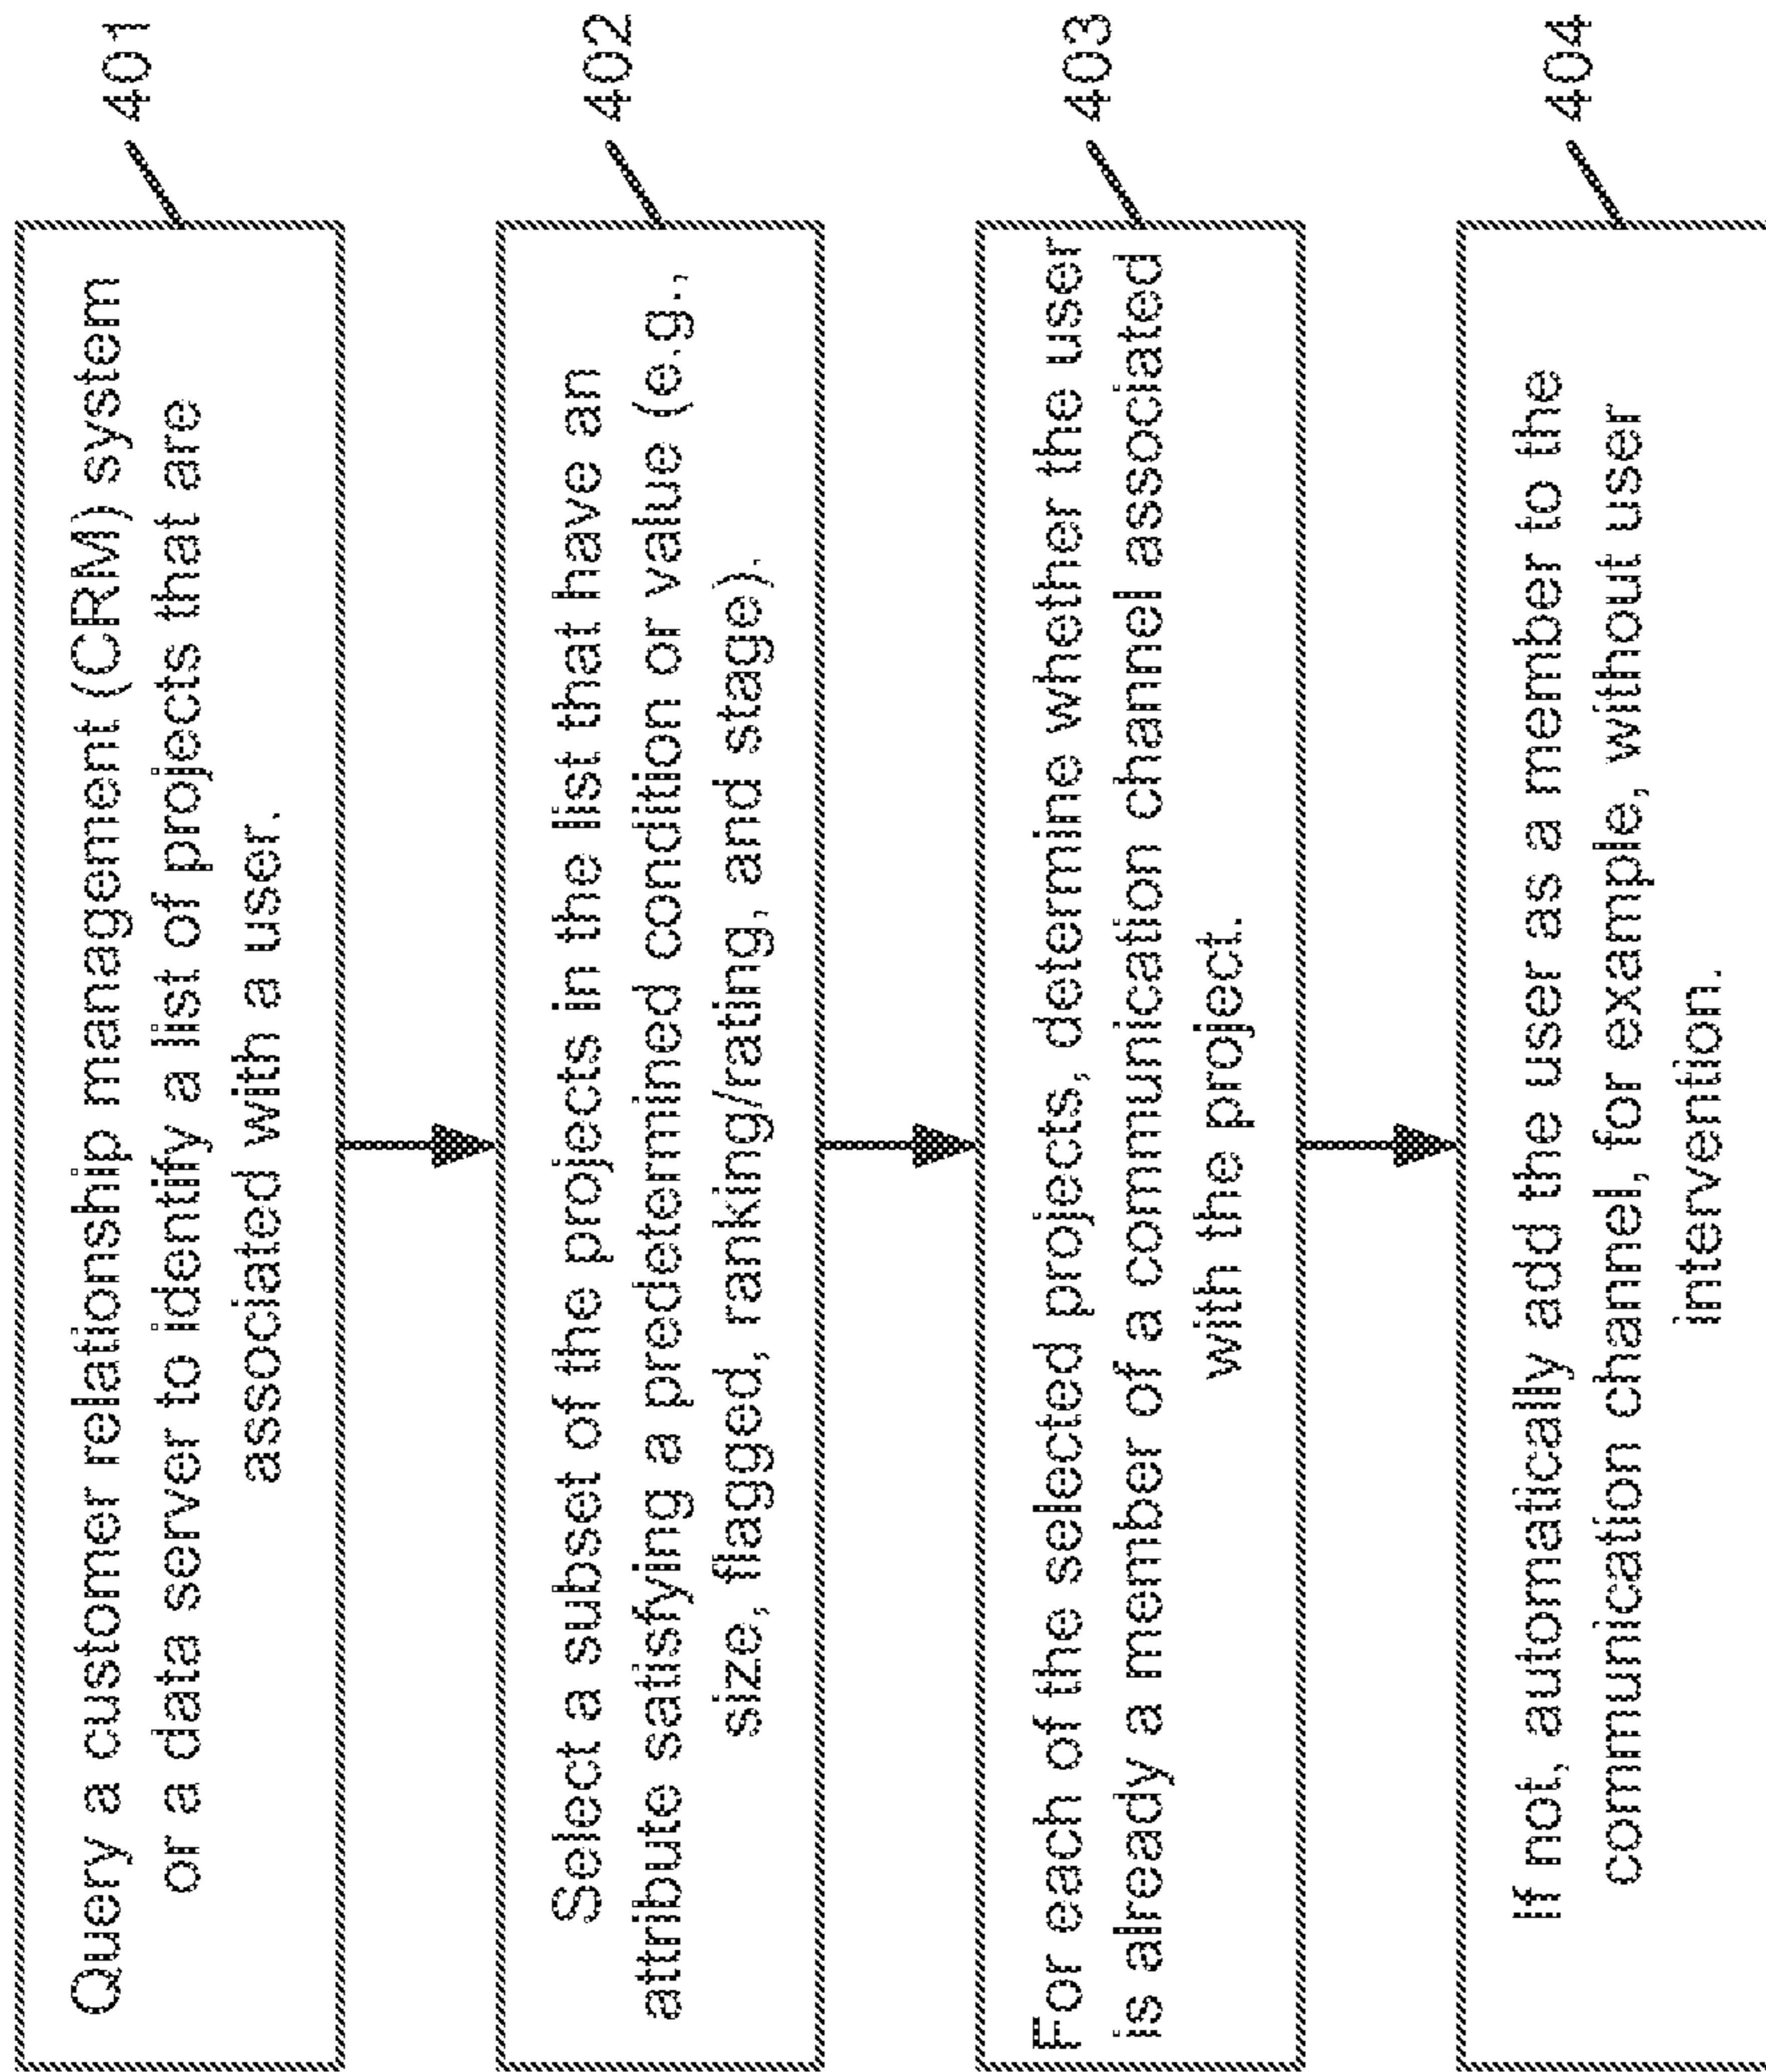 Query a customer relationship management (CRM) system
or a data server to identify a list of projects that are
associated with a user.
401
Select a subset of the projects in the list that have an
attribute satisfying a predetermined condition or value (e.g.,
size, flagged, ranking/rating, and stage).
402
For each of the selected projects, determine whether the user
is already a member of a communication channel associated
with the project.
403
If not, automatically add the user as a member to the
communication channel, for example, without user
intervention.
404